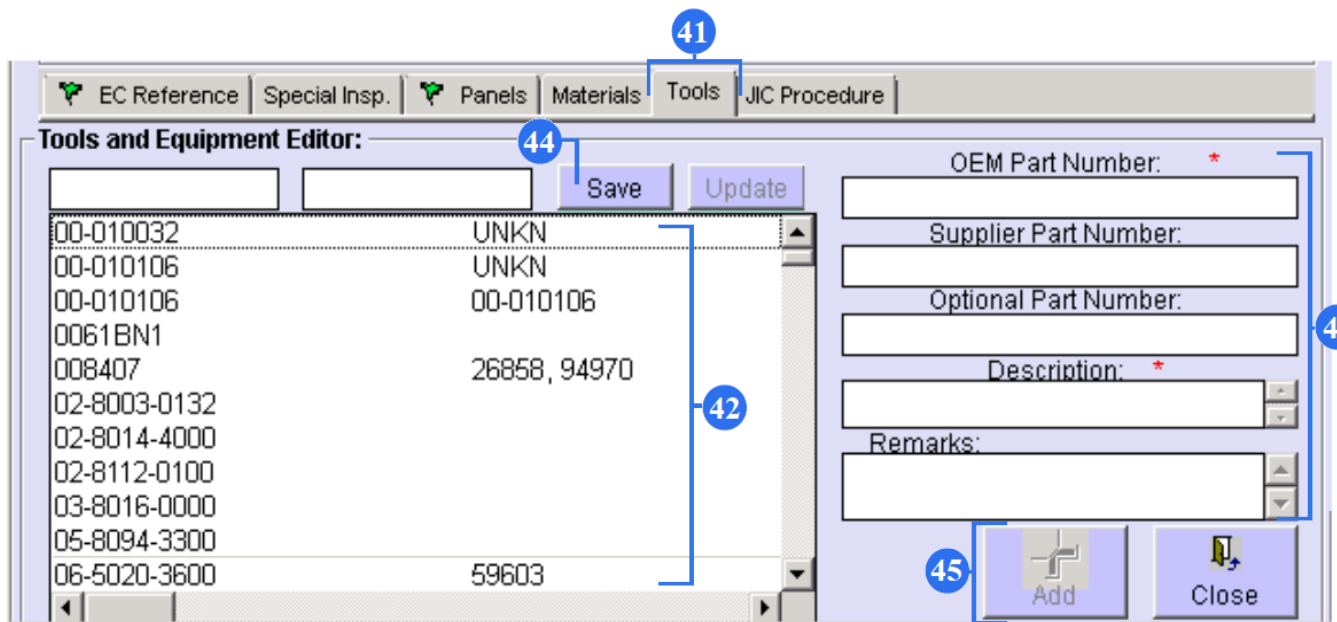 41
EC Reference Special Insp. Panels Materials Tools JIC Procedure
Tools and Equipment Editor:
44
Save Update
00-010032 UNKN
00-010106 UNKN
00-010106 00-010106
0061BN1
008407 26858, 94970
02-8003-0132
02-8014-4000
02-8112-0100
03-8016-0000
05-8094-3300
06-5020-3600 59603
42
OEM Part Number: *
Supplier Part Number:
Optional Part Number:
Description: *
Remarks:
45
Add Close